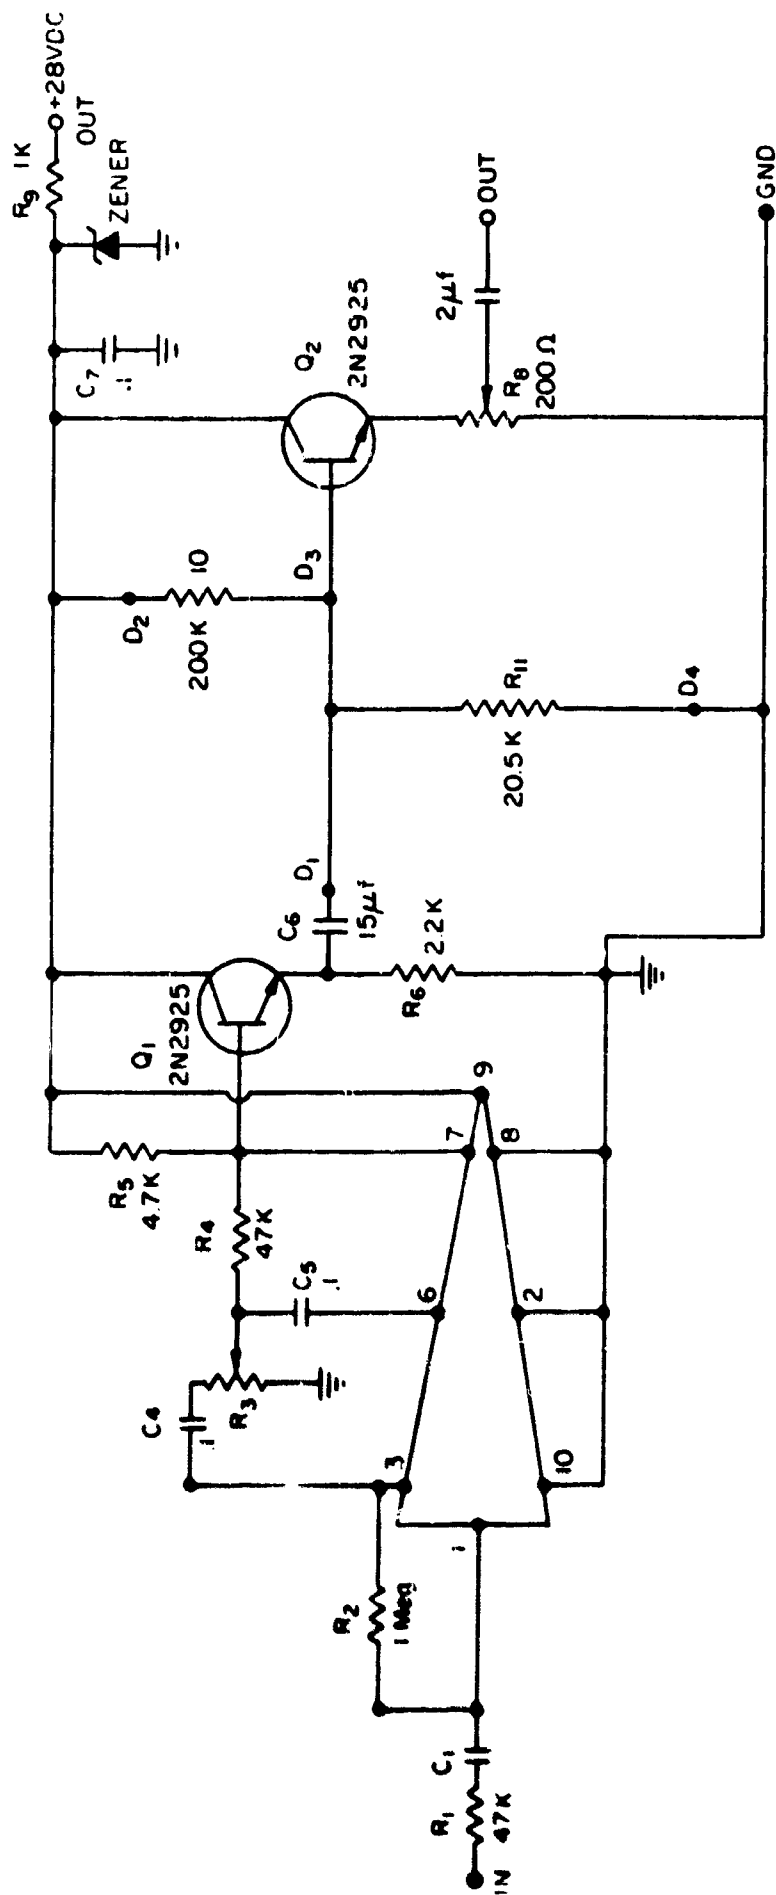 R9 1K
+28VDC
OUT
ZENER
C7
.1
Q2
2N2925
2µf
OUT
R8
200Ω
GND
D2
10
200K
D3
R11
20.5K
D4
D1
C6
15µf
Q1
2N2925
R6
2.2K
R5
4.7K
R4
47K
C5
.1
C4
.1
R3
9
7
8
6
2
3
10
1
R2
1 Meg
C1
R1
47K
IN